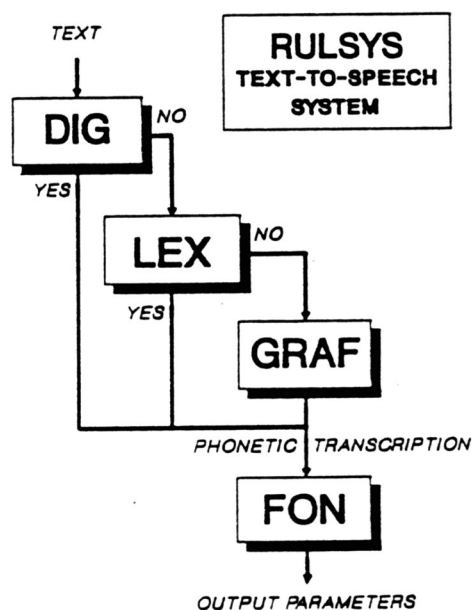 TEXT
RULSYS
TEXT-TO-SPEECH
SYSTEM
DIG
NO
YES
LEX
NO
YES
GRAF
PHONETIC TRANSCRIPTION
FON
OUTPUT PARAMETERS